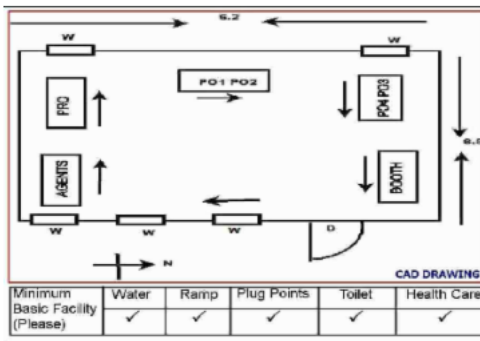 6.2
W
W
PO1 PO2
PRO
PO4 PO3
AGENTS
BOOTH
W
W
W
D
N
CAD DRAWING
Minimum Basic Facility (Please)
Water
Ramp
Plug Points
Toilet
Health Care
✓
✓
✓
✓
✓